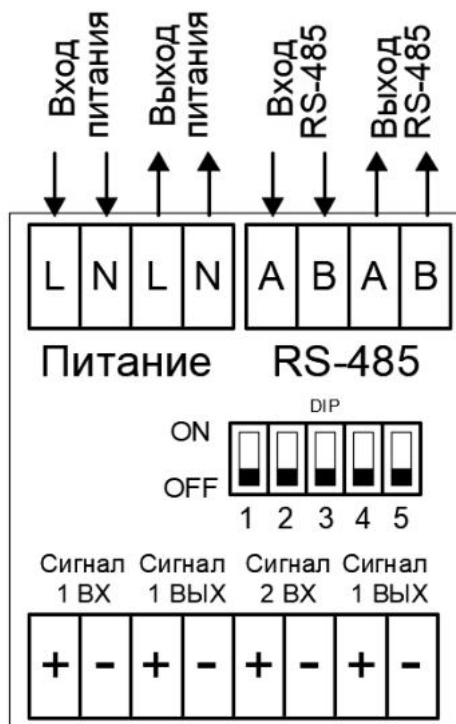 Вход питания
Выход питания
Вход RS-485
Выход RS-485
L N L N A B A B
Питание RS-485
DIP
ON
OFF
1 2 3 4 5
Сигнал Сигнал Сигнал Сигнал
1 ВХ 1 ВЫХ 2 ВХ 1 ВЫХ
+ - + - + - + -